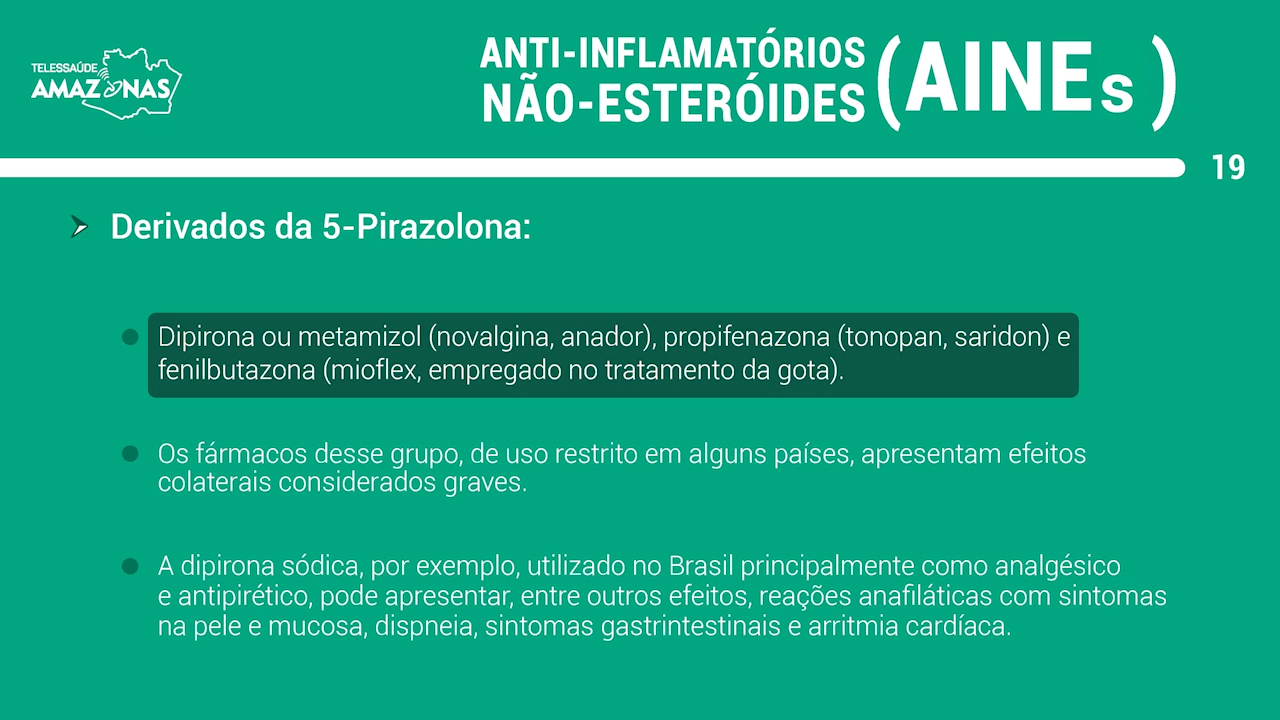 TELESSAÚDE
AMAZONAS
ANTI-INFLAMATÓRIOS
NÃO-ESTERÓIDES
(AINEs)
19
Derivados da 5-Pirazolona:
Dipirona ou metamizol (novalgina, anador), propifenazona (tonopan, saridon) e
fenilbutazona (mioflex, empregado no tratamento da gota).
Os fármacos desse grupo, de uso restrito em alguns países, apresentam efeitos
colaterais considerados graves.
A dipirona sódica, por exemplo, utilizado no Brasil principalmente como analgésico
e antipirético, pode apresentar, entre outros efeitos, reações anafiláticas com sintomas
na pele e mucosa, dispneia, sintomas gastrintestinais e arritmia cardíaca.